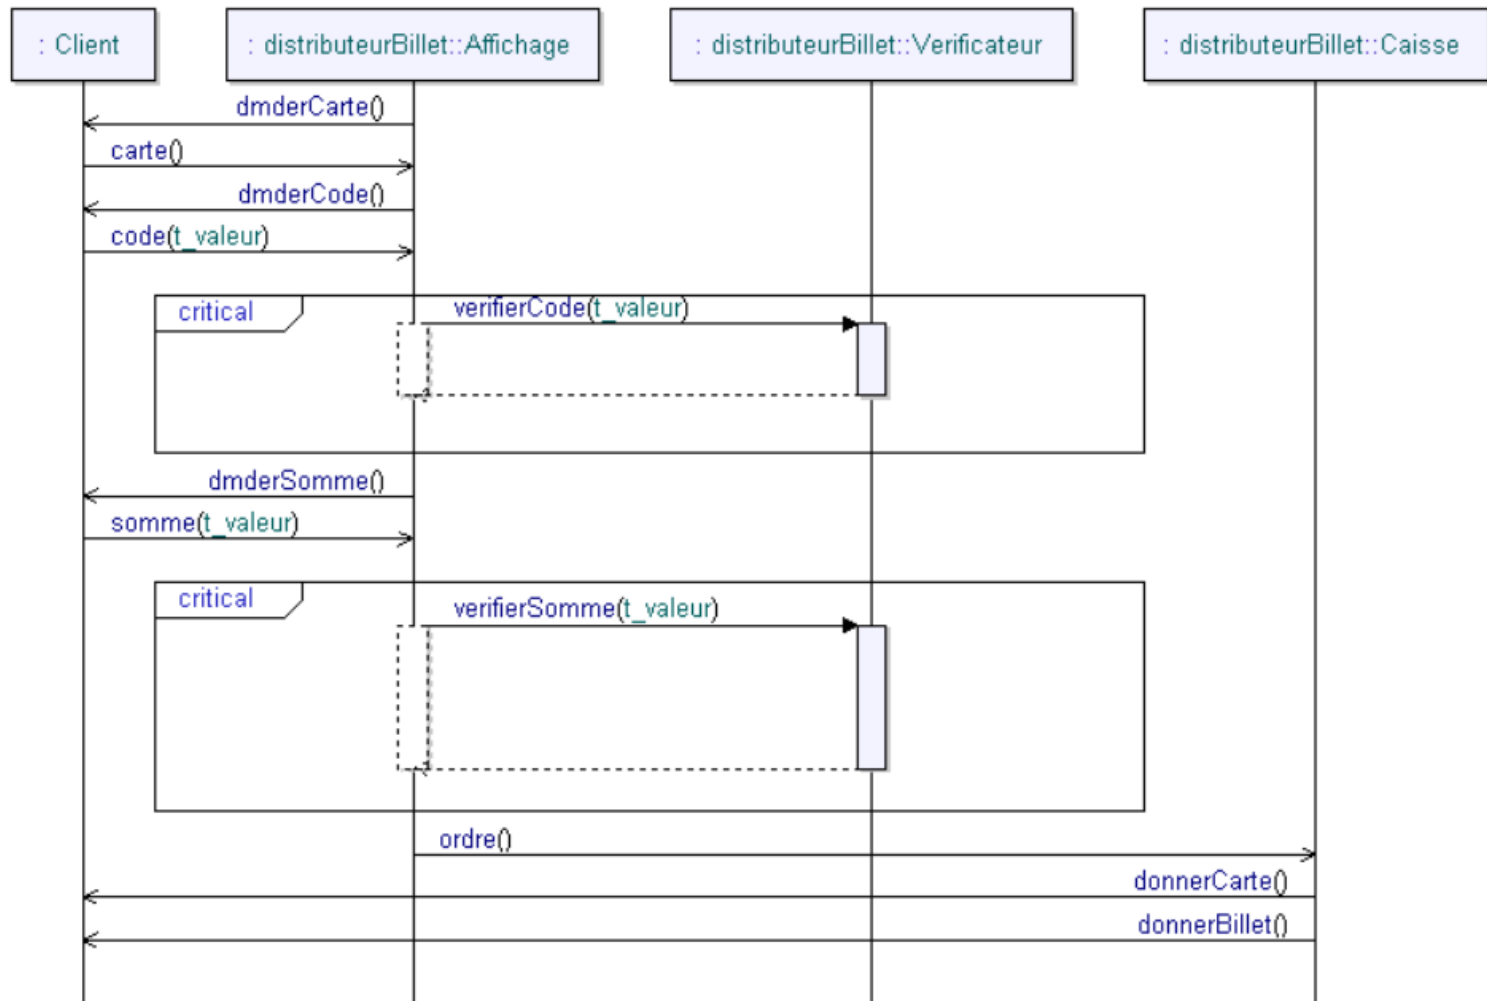 : Client
: distributeurBillet::Affichage
: distributeurBillet::Verificateur
: distributeurBillet::Caisse
dmderCarte()
carte()
dmderCode()
code(t_valeur)
critical
verifierCode(t_valeur)
dmderSomme()
somme(t_valeur)
critical
verifierSomme(t_valeur)
ordre()
donnerCarte()
donnerBillet()